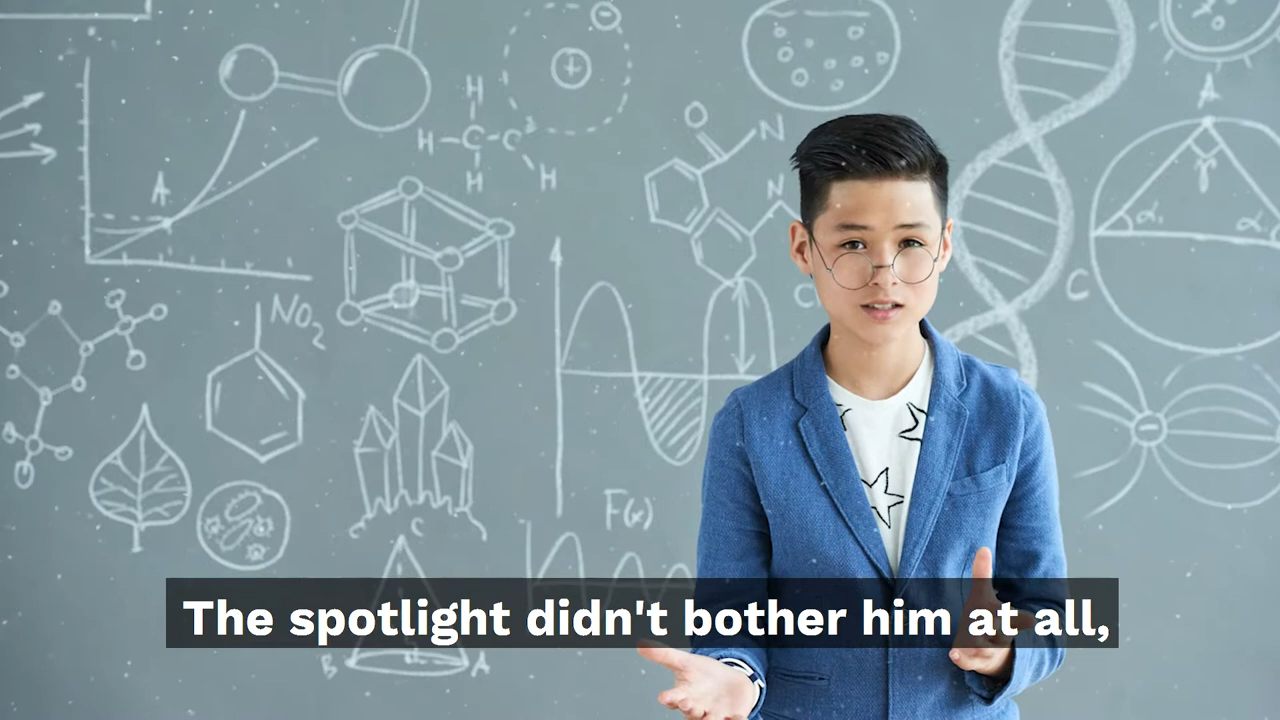 H
H-C-C
H
H
O
N
N
A
A
γ
α
α
C
C
NO2
F(x)
C
B
A
The spotlight didn't bother him at all,